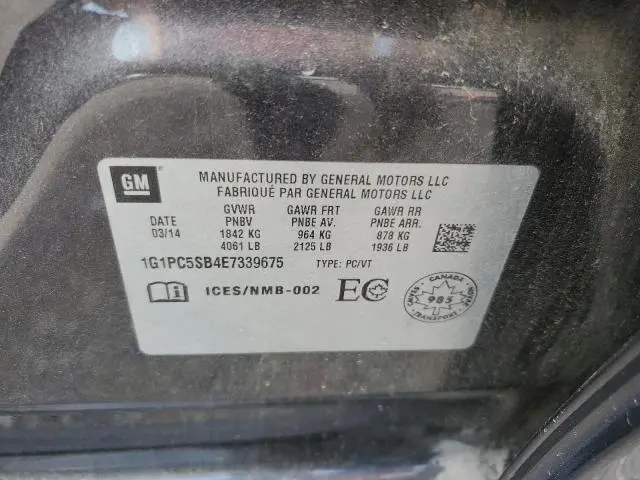 GM
MANUFACTURED BY GENERAL MOTORS LLC
FABRIQUÉ PAR GENERAL MOTORS LLC
GVWR GAWR FRT GAWR RR
DATE PNBV PNBE AV. PNBE ARR.
03/14 1842 KG 964 KG 878 KG
4061 LB 2125 LB 1936 LB
1G1PC5SB4E7339675 TYPE: PC/VT
i ICES/NMB-002 EC
CANADA
985
TRANSPORT